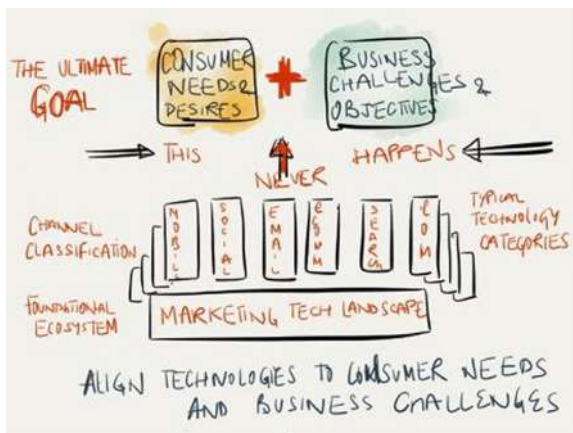 THE ULTIMATE
GOAL
CONSUMER
NEEDS &
DESIRES
+
BUSINESS
CHALLENGES &
OBJECTIVES
THIS
NEVER
HAPPENS
CHANNEL
CLASSIFICATION
MOBILE
SOCIAL
EMAIL
ECOMM
SEARCH
TYPICAL
TECHNOLOGY
CATEGORIES
FOUNDATIONAL
ECOSYSTEM
MARKETING TECH LANDSCAPE
ALIGN TECHNOLOGIES TO CONSUMER NEEDS
AND BUSINESS CHALLENGES